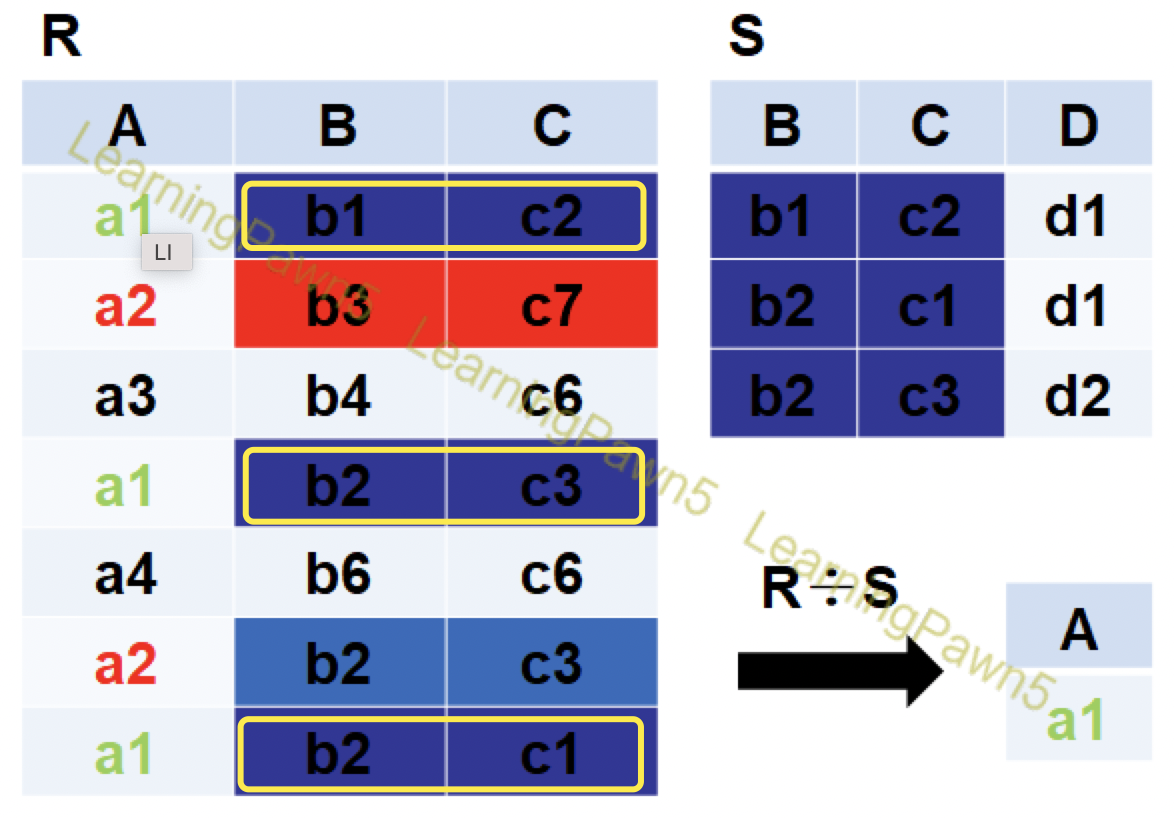 R
A B C
a1 b1 c2
LI
a2 b3 c7
a3 b4 c6
a1 b2 c3
a4 b6 c6
a2 b2 c3
a1 b2 c1
S
B C D
b1 c2 d1
b2 c1 d1
b2 c3 d2
R÷S
A
a1
LearningPawn5 LearningPawn5 LearningPawn5